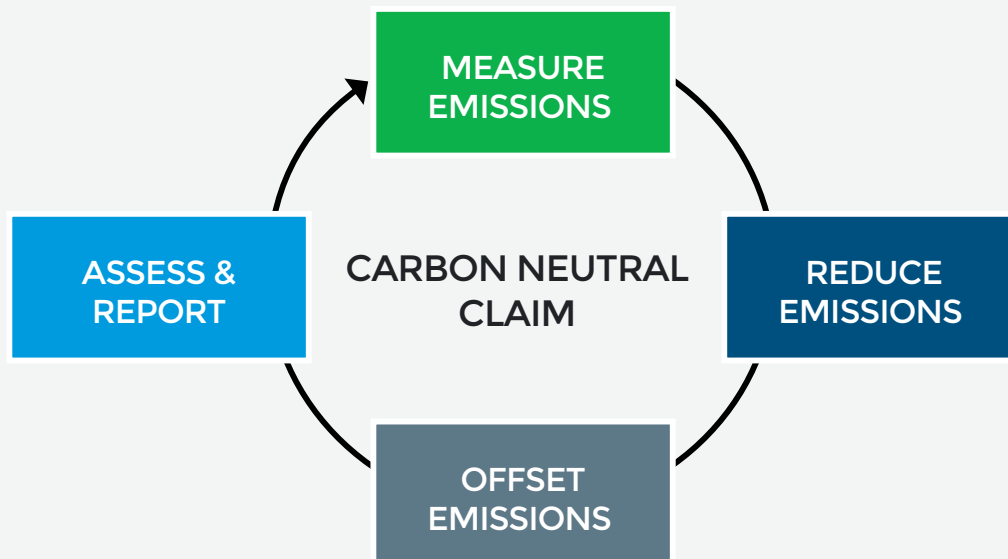 MEASURE
EMISSIONS
ASSESS &
REPORT
CARBON NEUTRAL
CLAIM
REDUCE
EMISSIONS
OFFSET
EMISSIONS